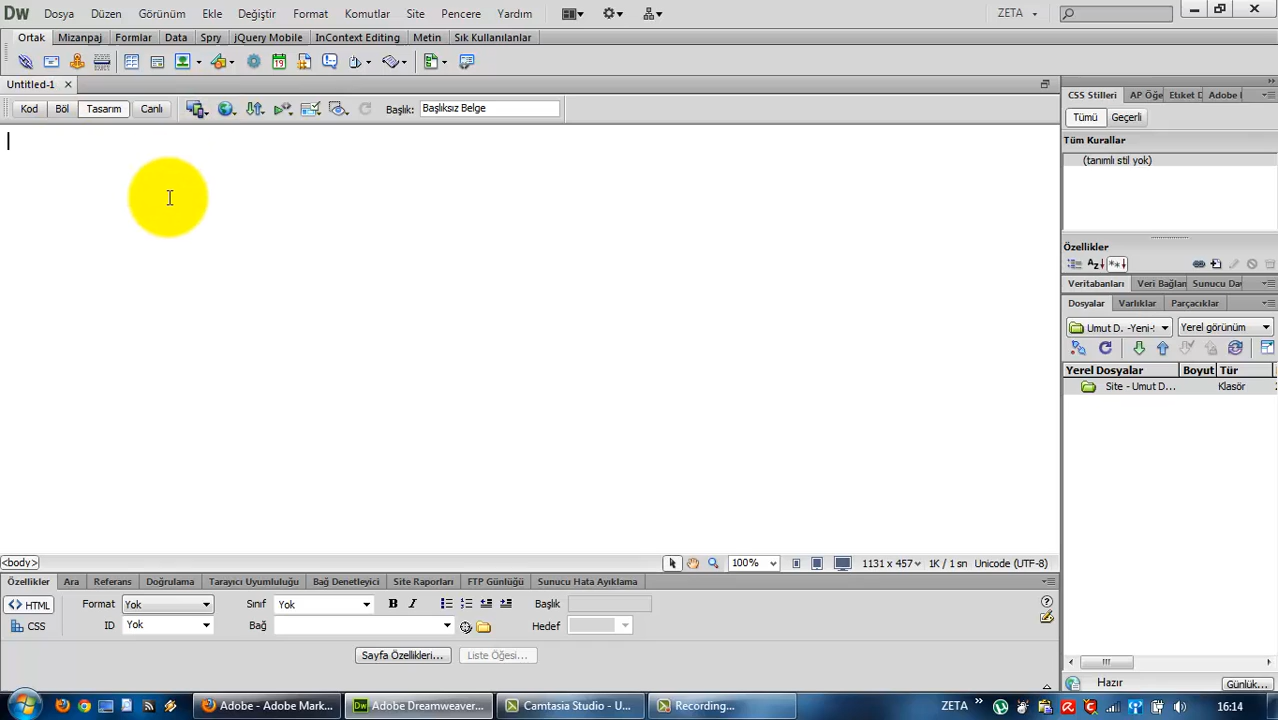 Dw Dosya Düzen Görünüm Ekle Değiştir Format Komutlar Site Pencere Yardım ZETA
Ortak Mizanpaj Formlar Data Spry jQuery Mobile InContext Editing Metin Sık Kullanılanlar
Untitled-1
Kod Böl Tasarım Canlı Başlık: Başlıksız Belge
CSS Stilleri AP Öğe Etiket D Adobe
Tümü Geçerli
Tüm Kurallar
(tanımlı stil yok)
Özellikler
Veritabanları Veri Bağlan Sunucu Da
Dosyalar Varlıklar Parçacıklar
Umut D. -Yeni- Yerel görünüm
Yerel Dosyalar Boyut Tür
Site - Umut D... Klasör
<body> 100% 1131 x 457 1K / 1 sn Unicode (UTF-8)
Özellikler Ara Referans Doğrulama Tarayıcı Uyumluluğu Bağ Denetleyici Site Raporları FTP Günlüğü Sunucu Hata Ayıklama
<> HTML Format Yok Sınıf Yok B I Başlık
CSS ID Yok Bağ Hedef
Sayfa Özellikleri... Liste Öğesi...
Hazır Günlük...
Adobe - Adobe Mark... Adobe Dreamweaver... Camtasia Studio - U... Recording... ZETA » 16:14